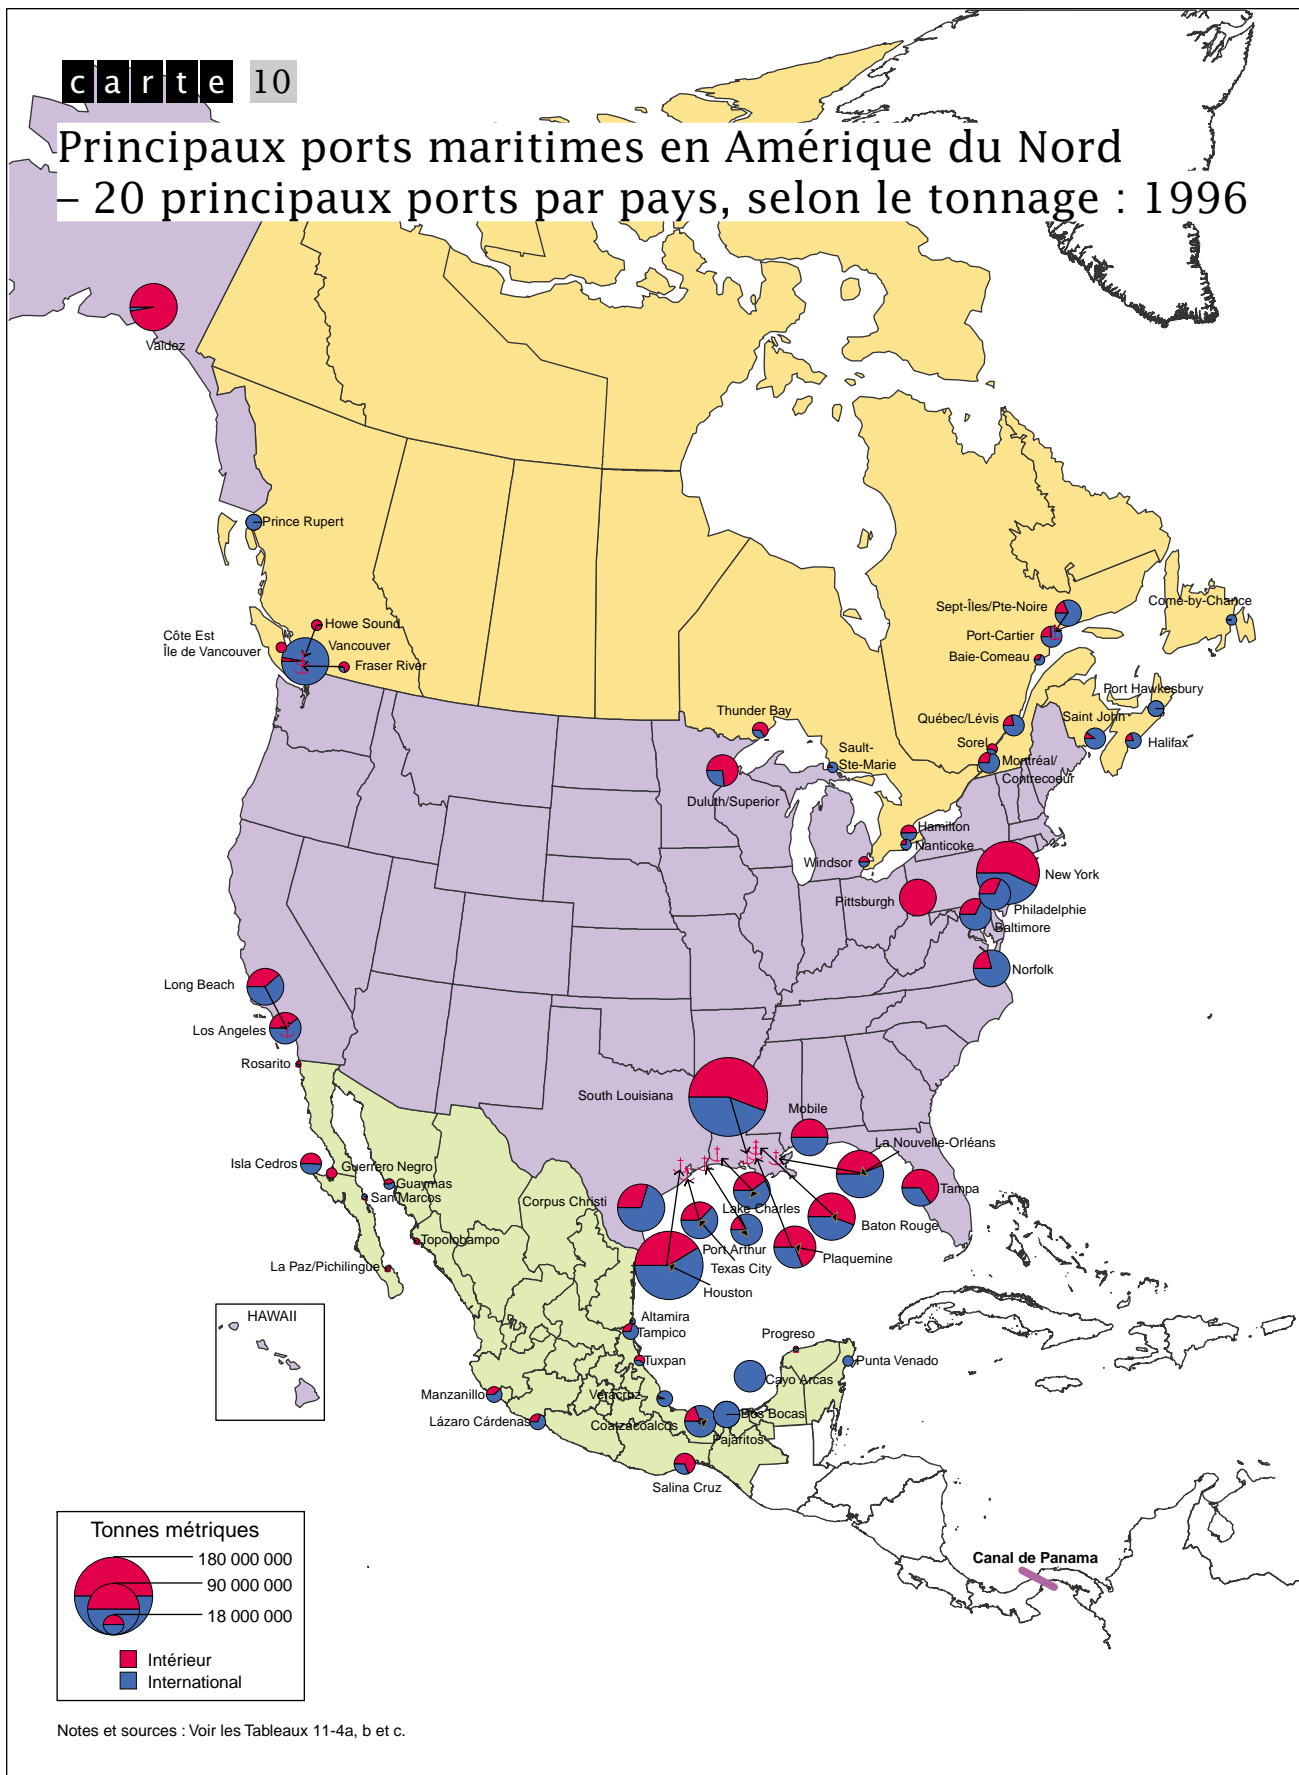 carte 10
Principaux ports maritimes en Amérique du Nord
– 20 principaux ports par pays, selon le tonnage : 1996
Valdez
Prince Rupert
Howe Sound
Côte Est
Île de Vancouver
Vancouver
Fraser River
Sept-Îles/Pte-Noire
Come-by-Chance
Port-Cartier
Baie-Comeau
Port Hawkesbury
Thunder Bay
Québec/Lévis
Saint John
Sorel
Halifax
Sault-
Ste-Marie
Montréal/
Contrecoeur
Duluth/Superior
Hamilton
Nanticoke
Windsor
New York
Pittsburgh
Philadelphie
Baltimore
Norfolk
Long Beach
Los Angeles
Rosarito
South Louisiana
Mobile
La Nouvelle-Orléans
Isla Cedros
Guerrero Negro
Guaymas
San Marcos
Corpus Christi
Lake Charles
Tampa
Baton Rouge
Topolobampo
Port Arthur
Plaquemine
La Paz/Pichilingue
Texas City
Houston
HAWAII
Altamira
Tampico
Progreso
Tuxpan
Punta Venado
Cayo Arcas
Manzanillo
Veracruz
Lázaro Cárdenas
Dos Bocas
Coatzacoalcos
Pajaritos
Salina Cruz
Tonnes métriques
180 000 000
90 000 000
18 000 000
Intérieur
International
Canal de Panama
Notes et sources : Voir les Tableaux 11-4a, b et c.